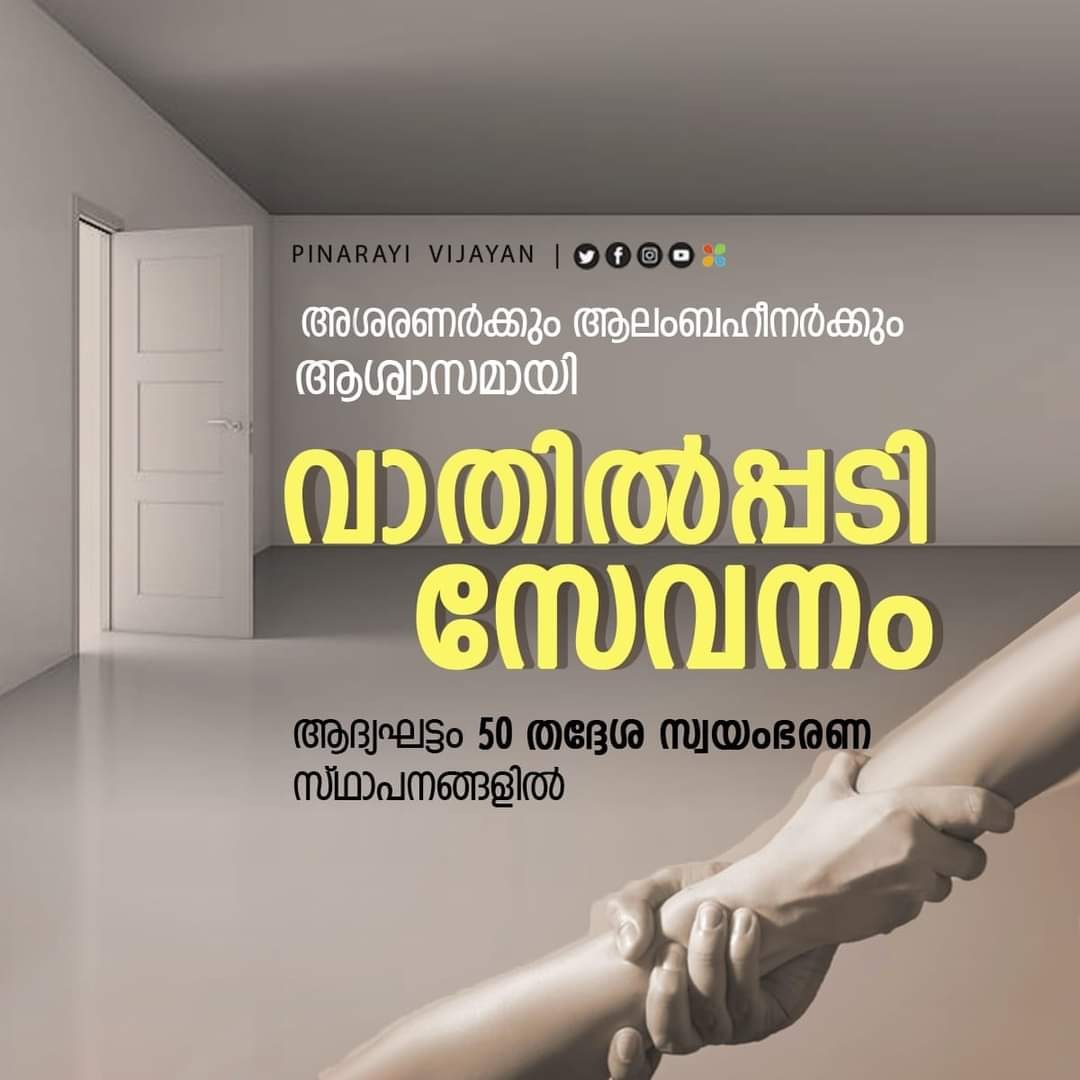 PINARAYI VIJAYAN |
അശരണർക്കും ആലംബഹീനർക്കും
ആശ്വാസമായി
വാതിൽപ്പടി
സേവനം
ആദ്യഘട്ടം 50 തദ്ദേശ സ്വയംഭരണ
സ്ഥാപനങ്ങളിൽ